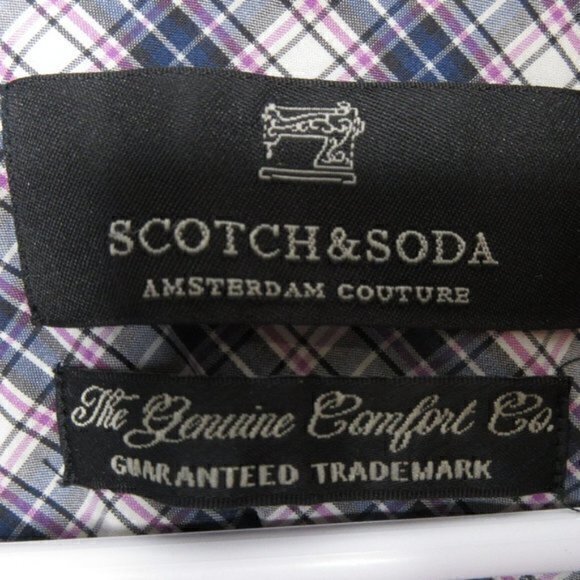 SCOTCH&SODA
AMSTERDAM COUTURE
The Genuine Comfort Co.
GUARANTEED TRADEMARK